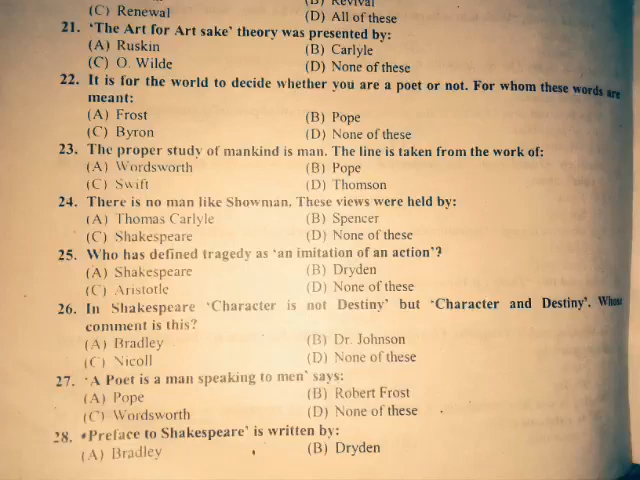 (C) Renewal (D) All of these
21. 'The Art for Art sake' theory was presented by:
(A) Ruskin (B) Carlyle
(C) O. Wilde (D) None of these
22. It is for the world to decide whether you are a poet or not. For whom these words are
meant:
(A) Frost (B) Pope
(C) Byron (D) None of these
23. The proper study of mankind is man. The line is taken from the work of:
(A) Wordsworth (B) Pope
(C) Swift (D) Thomson
24. There is no man like Showman. These views were held by:
(A) Thomas Carlyle (B) Spencer
(C) Shakespeare (D) None of these
25. Who has defined tragedy as 'an imitation of an action'?
(A) Shakespeare (B) Dryden
(C) Aristotle (D) None of these
26. In Shakespeare 'Character is not Destiny' but 'Character and Destiny'. Whose
comment is this?
(A) Bradley (B) Dr. Johnson
(C) Nicoll (D) None of these
27. 'A Poet is a man speaking to men' says:
(A) Pope (B) Robert Frost
(C) Wordsworth (D) None of these
28. 'Preface to Shakespeare' is written by:
(A) Bradley (B) Dryden